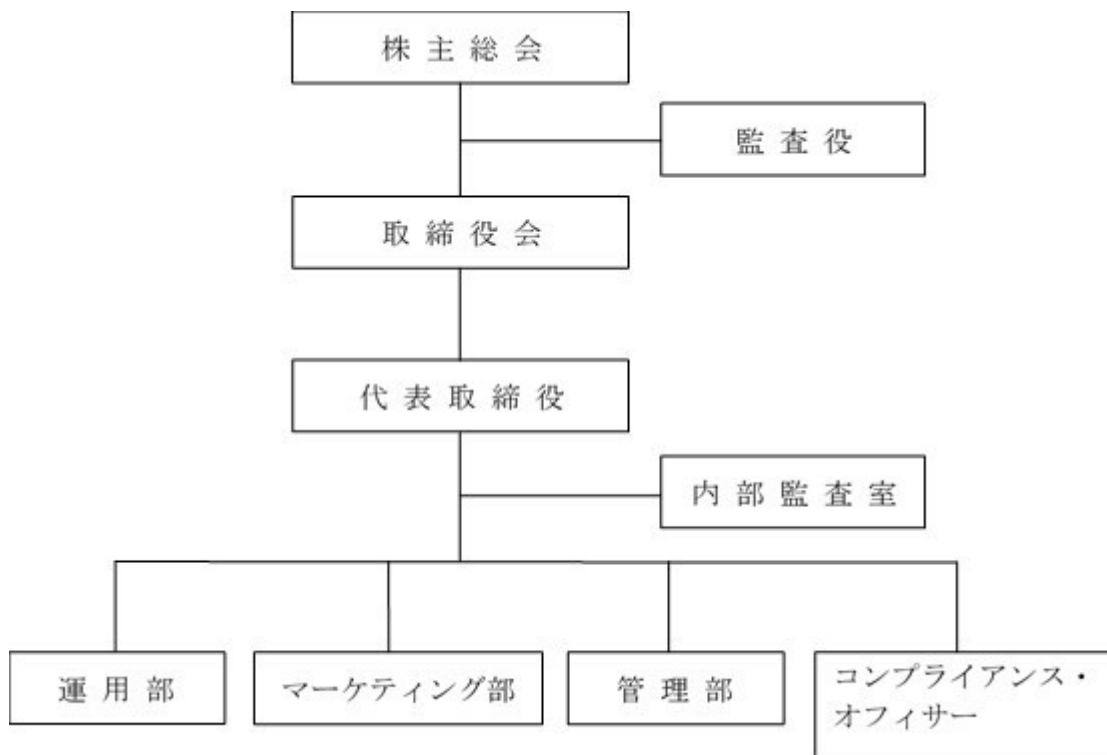 株主総会
監査役
取締役会
代表取締役
内部監査室
運用部
マーケティング部
管理部
コンプライアンス・
オフィサー